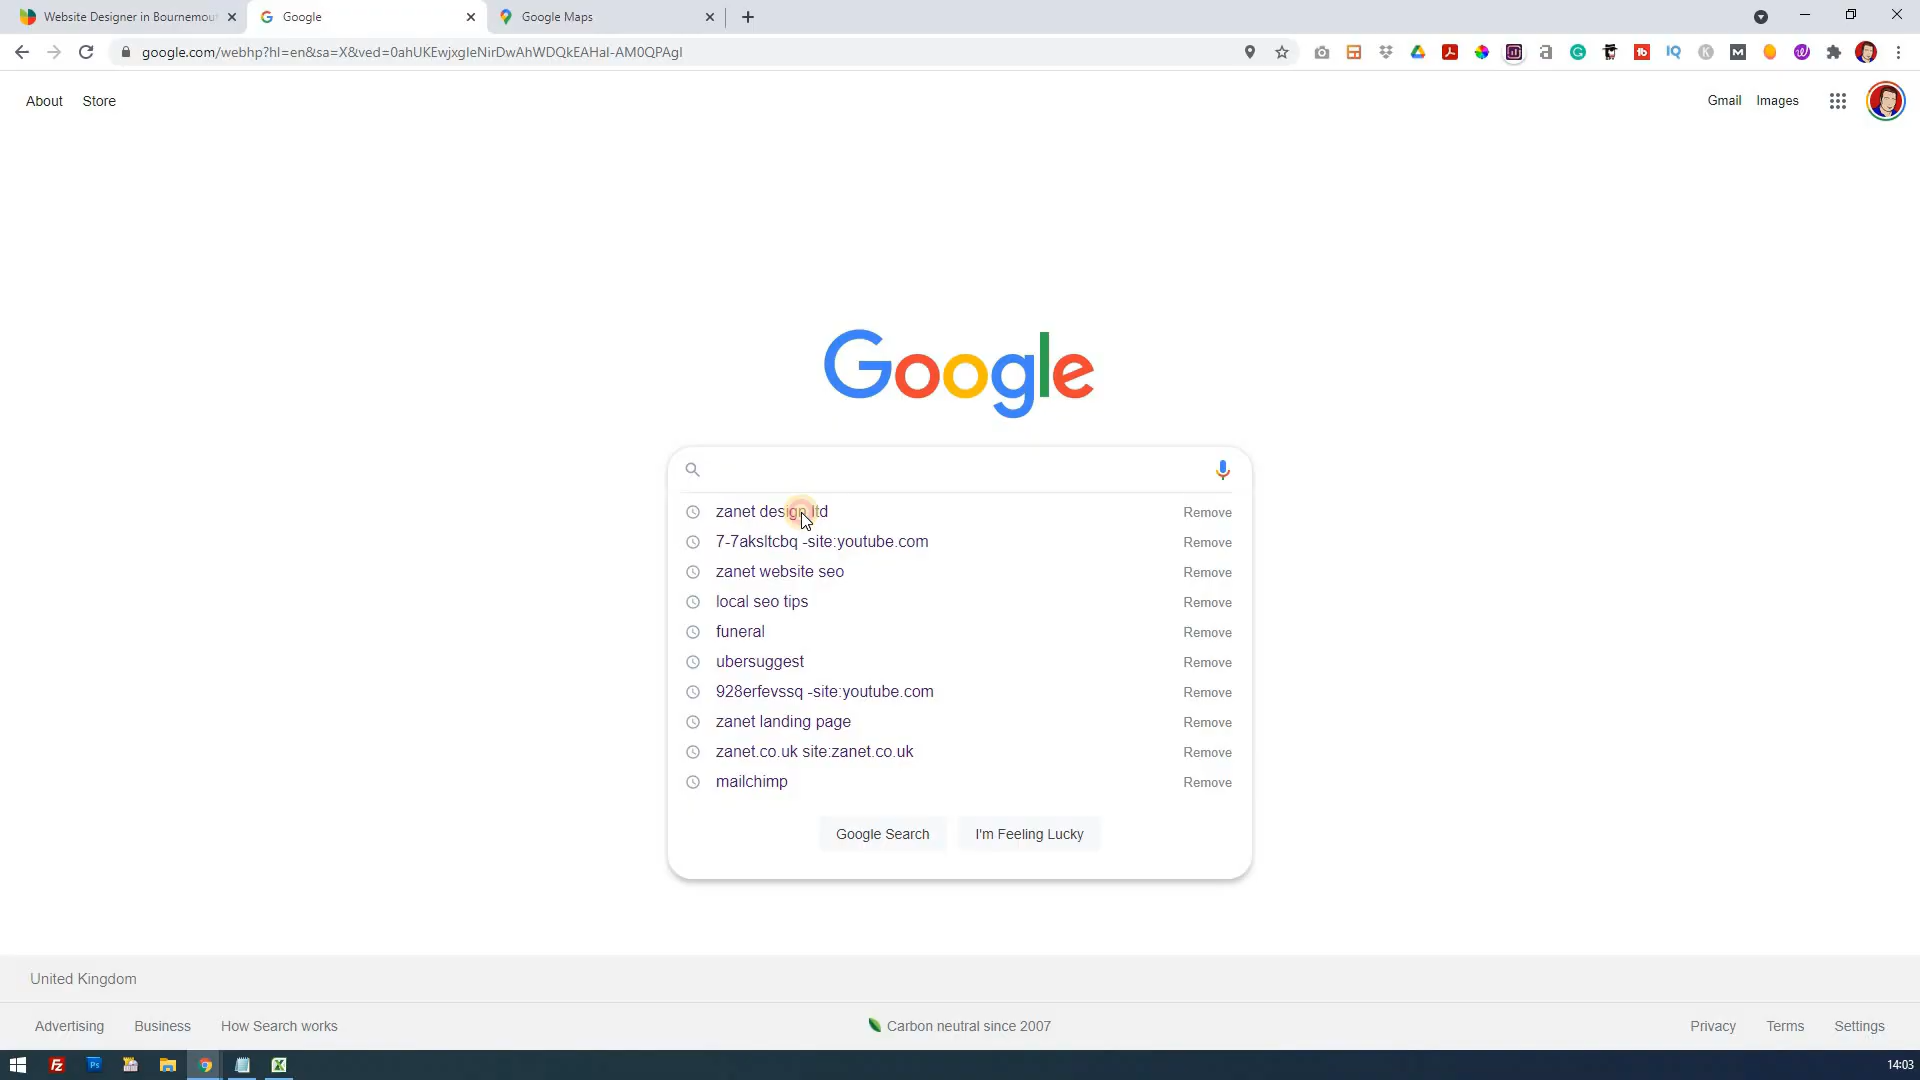 Website Designer in Bournemou
Google
Google Maps
google.com/webhp?hl=en&sa=X&ved=0ahUKEwjxgIeNirDwAhWDQkEAHaI-AM0QPAgI
About
Store
Gmail
Images
Google
zanet design ltd
Remove
7-7aksltcbq -site:youtube.com
Remove
zanet website seo
Remove
local seo tips
Remove
funeral
Remove
ubersuggest
Remove
928erfevssq -site:youtube.com
Remove
zanet landing page
Remove
zanet.co.uk site:zanet.co.uk
Remove
mailchimp
Remove
Google Search
I'm Feeling Lucky
United Kingdom
Advertising
Business
How Search works
Carbon neutral since 2007
Privacy
Terms
Settings
Fz
Ps
14:03